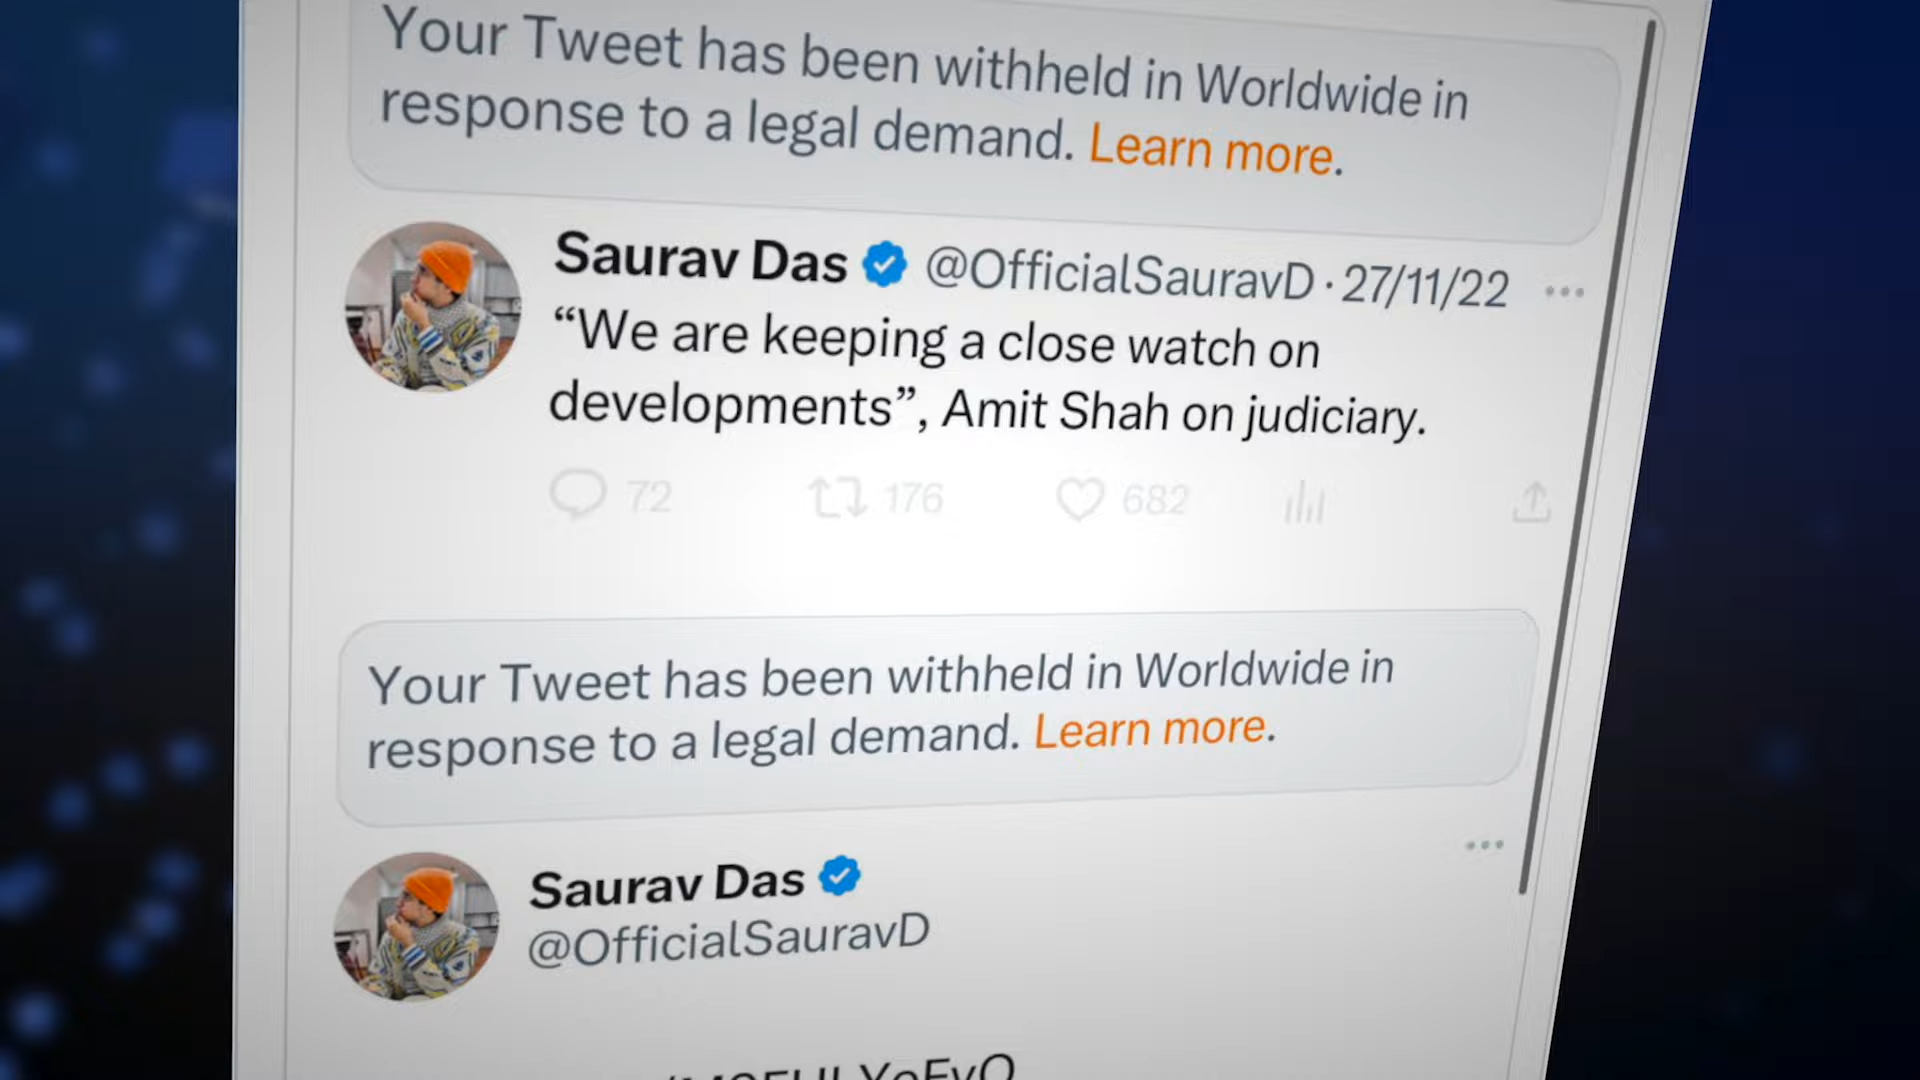 Your Tweet has been withheld in Worldwide in
response to a legal demand. Learn more.
Saurav Das @OfficialSauravD · 27/11/22
“We are keeping a close watch on
developments”, Amit Shah on judiciary.
72 176 682
Your Tweet has been withheld in Worldwide in
response to a legal demand. Learn more.
Saurav Das
@OfficialSauravD